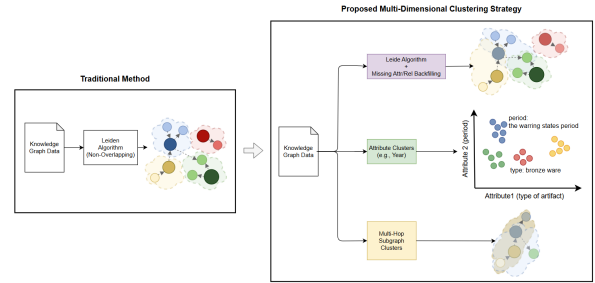 Proposed Multi-Dimensional Clustering Strategy
Traditional Method
Knowledge
Graph Data
Leiden
Algorithm
(Non-Overlapping)
Knowledge
Graph Data
Leide Algorithm
+
Missing Attr/Rel Backfilling
Attribute Clusters
(e.g., Year)
Multi-Hop
Subgraph
Clusters
Attribute 2 (period)
period:
the warring states period
type: bronze ware
Attribute1 (type of artifact)